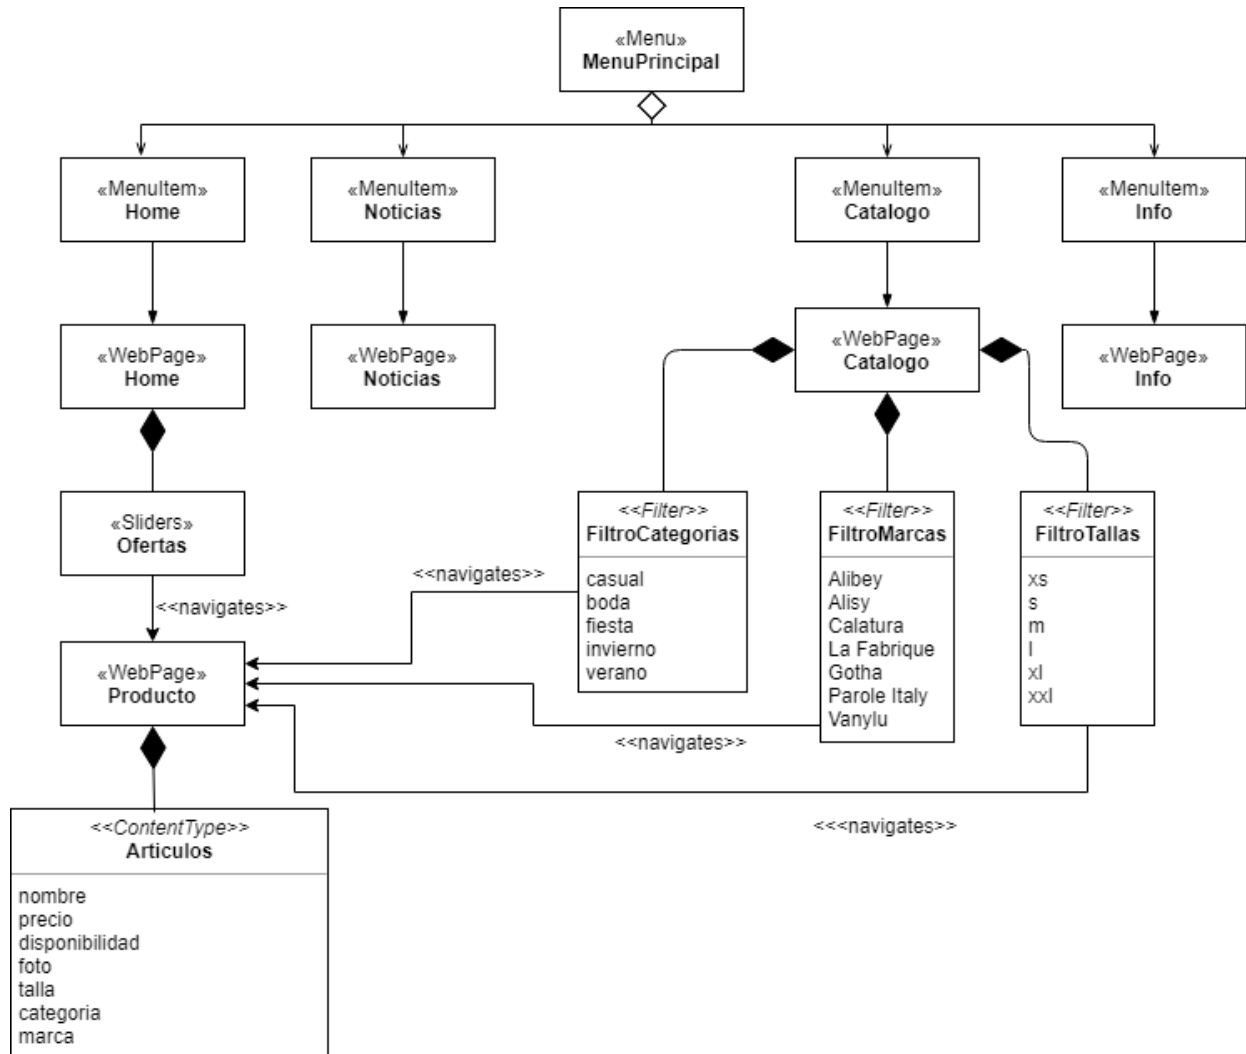 «Menu»
MenuPrincipal
«MenuItem»
Home
«MenuItem»
Noticias
«MenuItem»
Catalogo
«MenuItem»
Info
«WebPage»
Home
«WebPage»
Noticias
«WebPage»
Catalogo
«WebPage»
Info
«Sliders»
Ofertas
<<Filter>>
FiltroCategorias
casual
boda
fiesta
invierno
verano
<<Filter>>
FiltroMarcas
Alibey
Alisy
Calatura
La Fabrique
Gotha
Parole Italy
Vanylu
<<Filter>>
FiltroTallas
xs
s
m
l
xl
xxl
<<navigates>>
<<navigates>>
«WebPage»
Producto
<<navigates>>
<<<navigates>>
<<ContentType>>
Articulos
nombre
precio
disponibilidad
foto
talla
categoria
marca